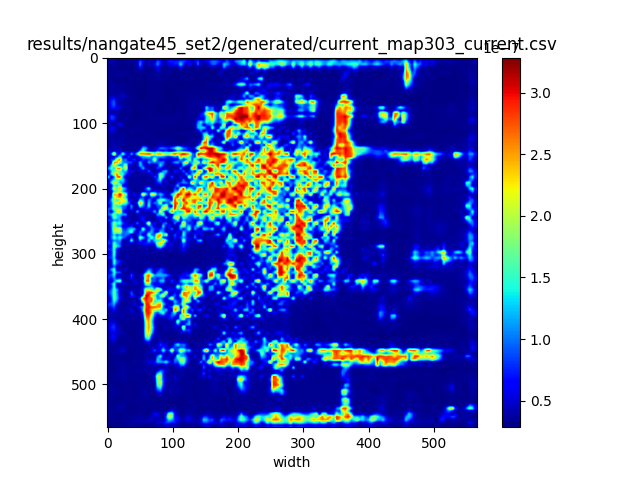 results/nangate45_set2/generated/current_map303_current.csv
1e−7
0
100
200
300
400
500
height
0 100 200 300 400 500
width
3.0
2.5
2.0
1.5
1.0
0.5